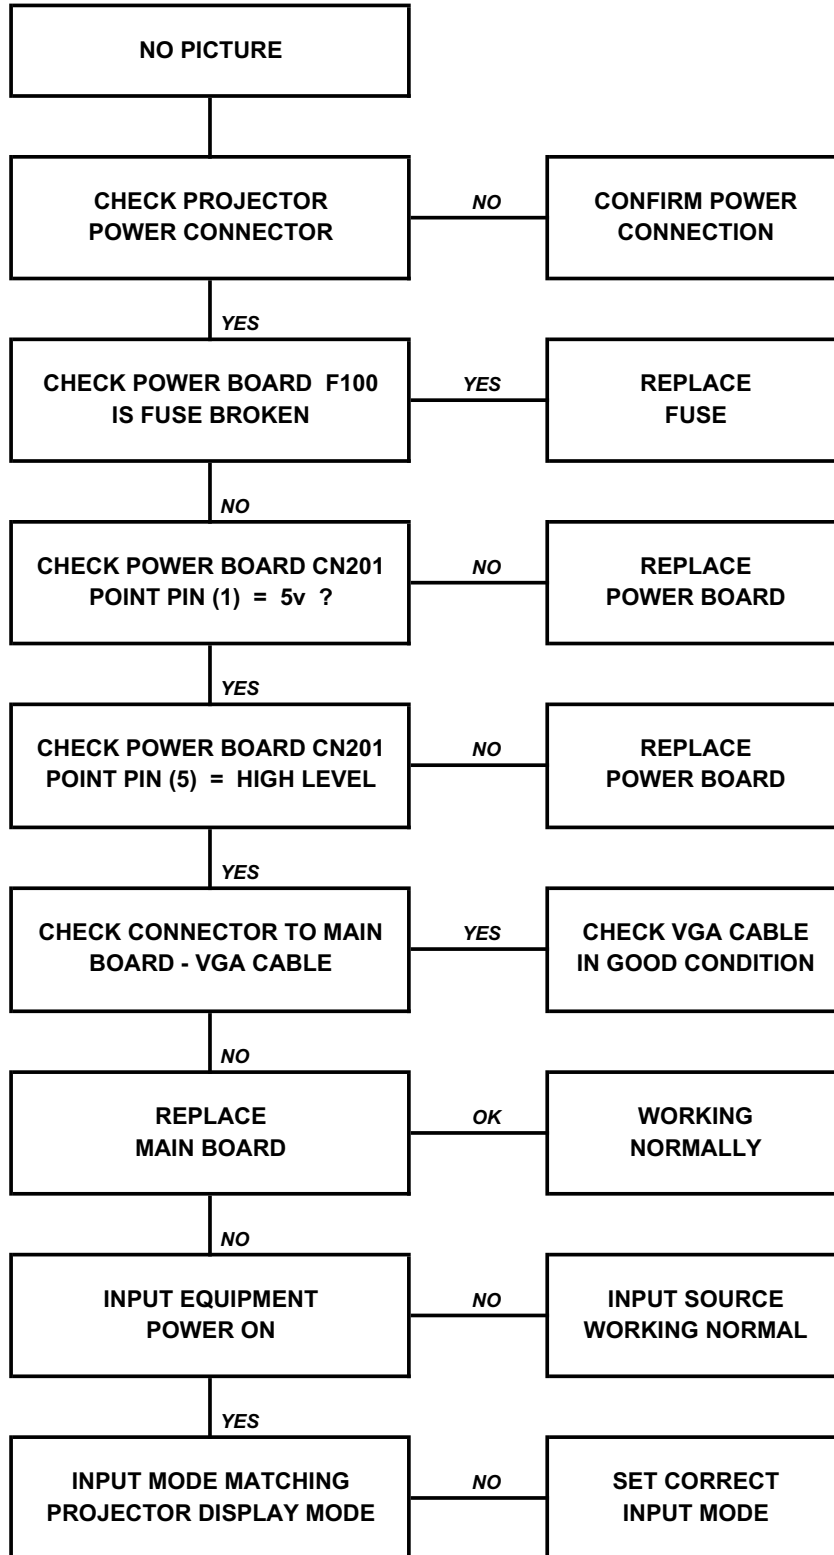 NO PICTURE
CHECK PROJECTOR
POWER CONNECTOR
NO
CONFIRM POWER
CONNECTION
YES
CHECK POWER BOARD  F100
IS FUSE BROKEN
YES
REPLACE
FUSE
NO
CHECK POWER BOARD CN201
POINT PIN (1)  =  5v  ?
NO
REPLACE
POWER BOARD
YES
CHECK POWER BOARD CN201
POINT PIN (5)  =  HIGH LEVEL
NO
REPLACE
POWER BOARD
YES
CHECK CONNECTOR TO MAIN
BOARD - VGA CABLE
YES
CHECK VGA CABLE
IN GOOD CONDITION
NO
REPLACE
MAIN BOARD
OK
WORKING
NORMALLY
NO
INPUT EQUIPMENT
POWER ON
NO
INPUT SOURCE
WORKING NORMAL
YES
INPUT MODE MATCHING
PROJECTOR DISPLAY MODE
NO
SET CORRECT
INPUT MODE